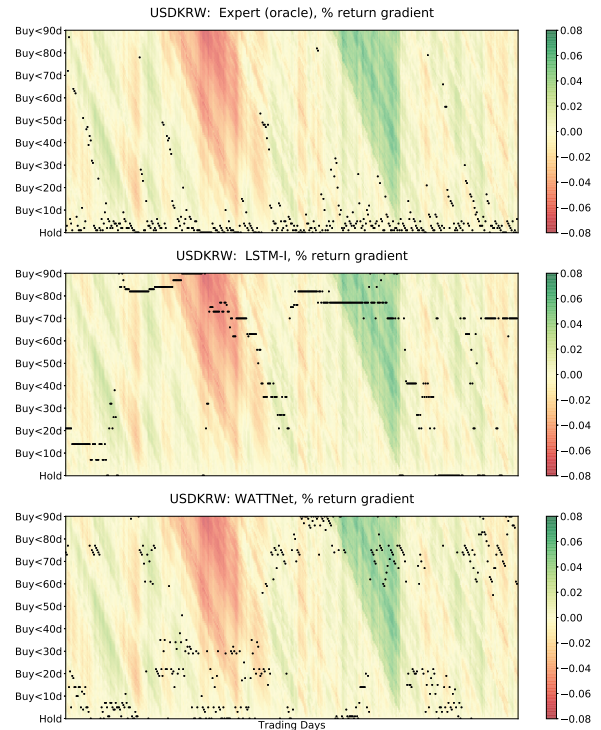 USDKRW:  Expert (oracle), % return gradient
Buy<90d
Buy<80d
Buy<70d
Buy<60d
Buy<50d
Buy<40d
Buy<30d
Buy<20d
Buy<10d
Hold
0.08
0.06
0.04
0.02
0.00
−0.02
−0.04
−0.06
−0.08
USDKRW:  LSTM-I, % return gradient
Buy<90d
Buy<80d
Buy<70d
Buy<60d
Buy<50d
Buy<40d
Buy<30d
Buy<20d
Buy<10d
Hold
0.08
0.06
0.04
0.02
0.00
−0.02
−0.04
−0.06
−0.08
USDKRW: WATTNet, % return gradient
Buy<90d
Buy<80d
Buy<70d
Buy<60d
Buy<50d
Buy<40d
Buy<30d
Buy<20d
Buy<10d
Hold
0.08
0.06
0.04
0.02
0.00
−0.02
−0.04
−0.06
−0.08
Trading Days